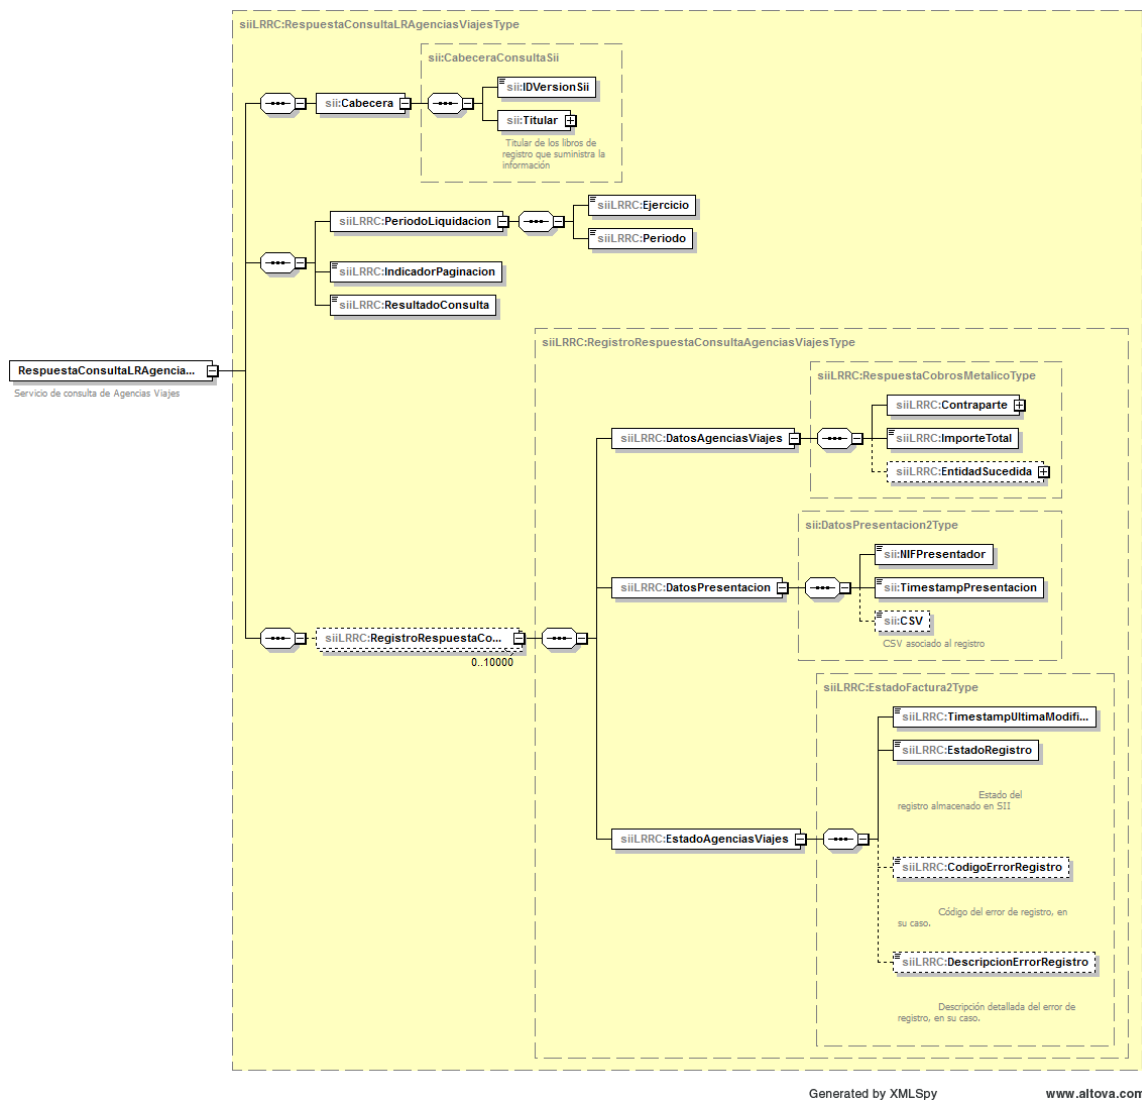 siiLRRC:RespuestaConsultaLRAgenciasViajesType
sii:CabeceraConsultaSii
sii:IDVersionSii
sii:Cabecera
sii:Titular
Titular de los libros de
registro que suministra la
información
siiLRRC:PeriodoLiquidacion
siiLRRC:Ejercicio
siiLRRC:Periodo
siiLRRC:IndicadorPaginacion
siiLRRC:ResultadoConsulta
RespuestaConsultaLRAgencia...
Servicio de consulta de Agencias Viajes
siiLRRC:RegistroRespuestaCo...
0..10000
siiLRRC:RegistroRespuestaConsultaAgenciasViajesType
siiLRRC:DatosAgenciasViajes
siiLRRC:RespuestaCobrosMetalicoType
siiLRRC:Contraparte
siiLRRC:ImporteTotal
siiLRRC:EntidadSucedida
siiLRRC:DatosPresentacion
sii:DatosPresentacion2Type
sii:NIFPresentador
sii:TimestampPresentacion
sii:CSV
CSV asociado al registro
siiLRRC:EstadoAgenciasViajes
siiLRRC:EstadoFactura2Type
siiLRRC:TimestampUltimaModifi...
siiLRRC:EstadoRegistro
Estado del
registro almacenado en SII
siiLRRC:CodigoErrorRegistro
Código del error de registro, en
su caso.
siiLRRC:DescripcionErrorRegistro
Descripción detallada del error de
registro, en su caso.
Generated by XMLSpy
www.altova.com